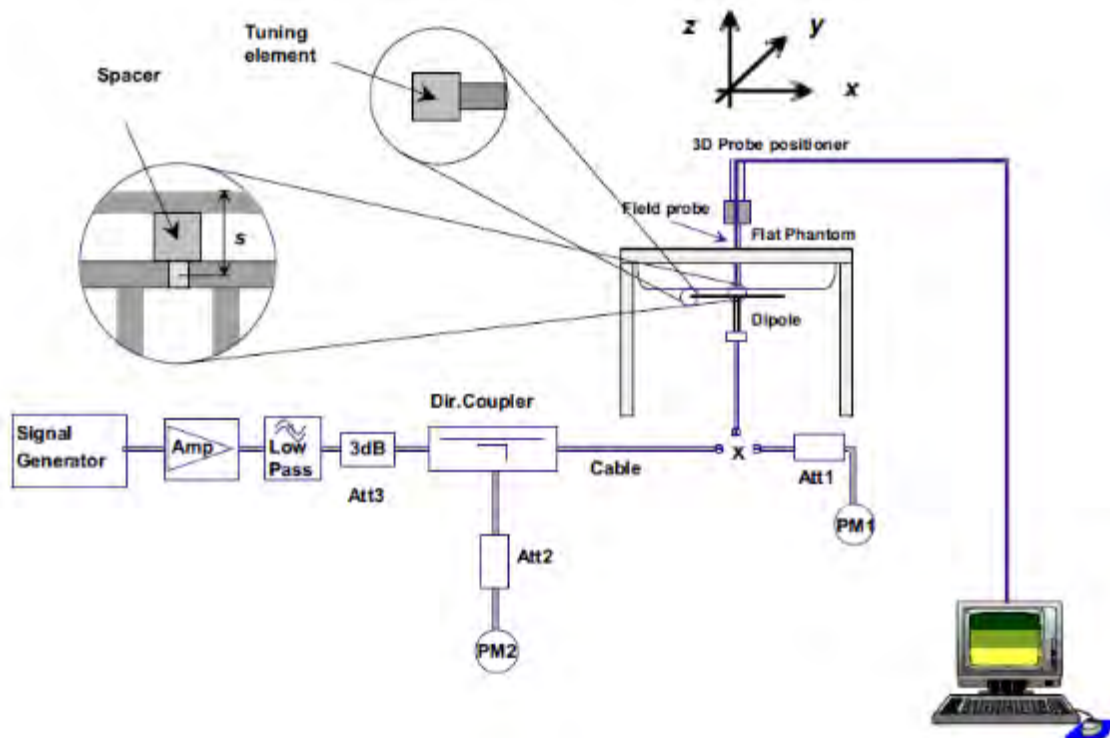 Tuning
element
Spacer
z
y
x
3D Probe positioner
Field probe
Flat Phantom
s
Dipole
Dir.Coupler
Signal
Generator
Amp
Low
Pass
3dB
Att3
Cable
x
Att1
PM1
Att2
PM2